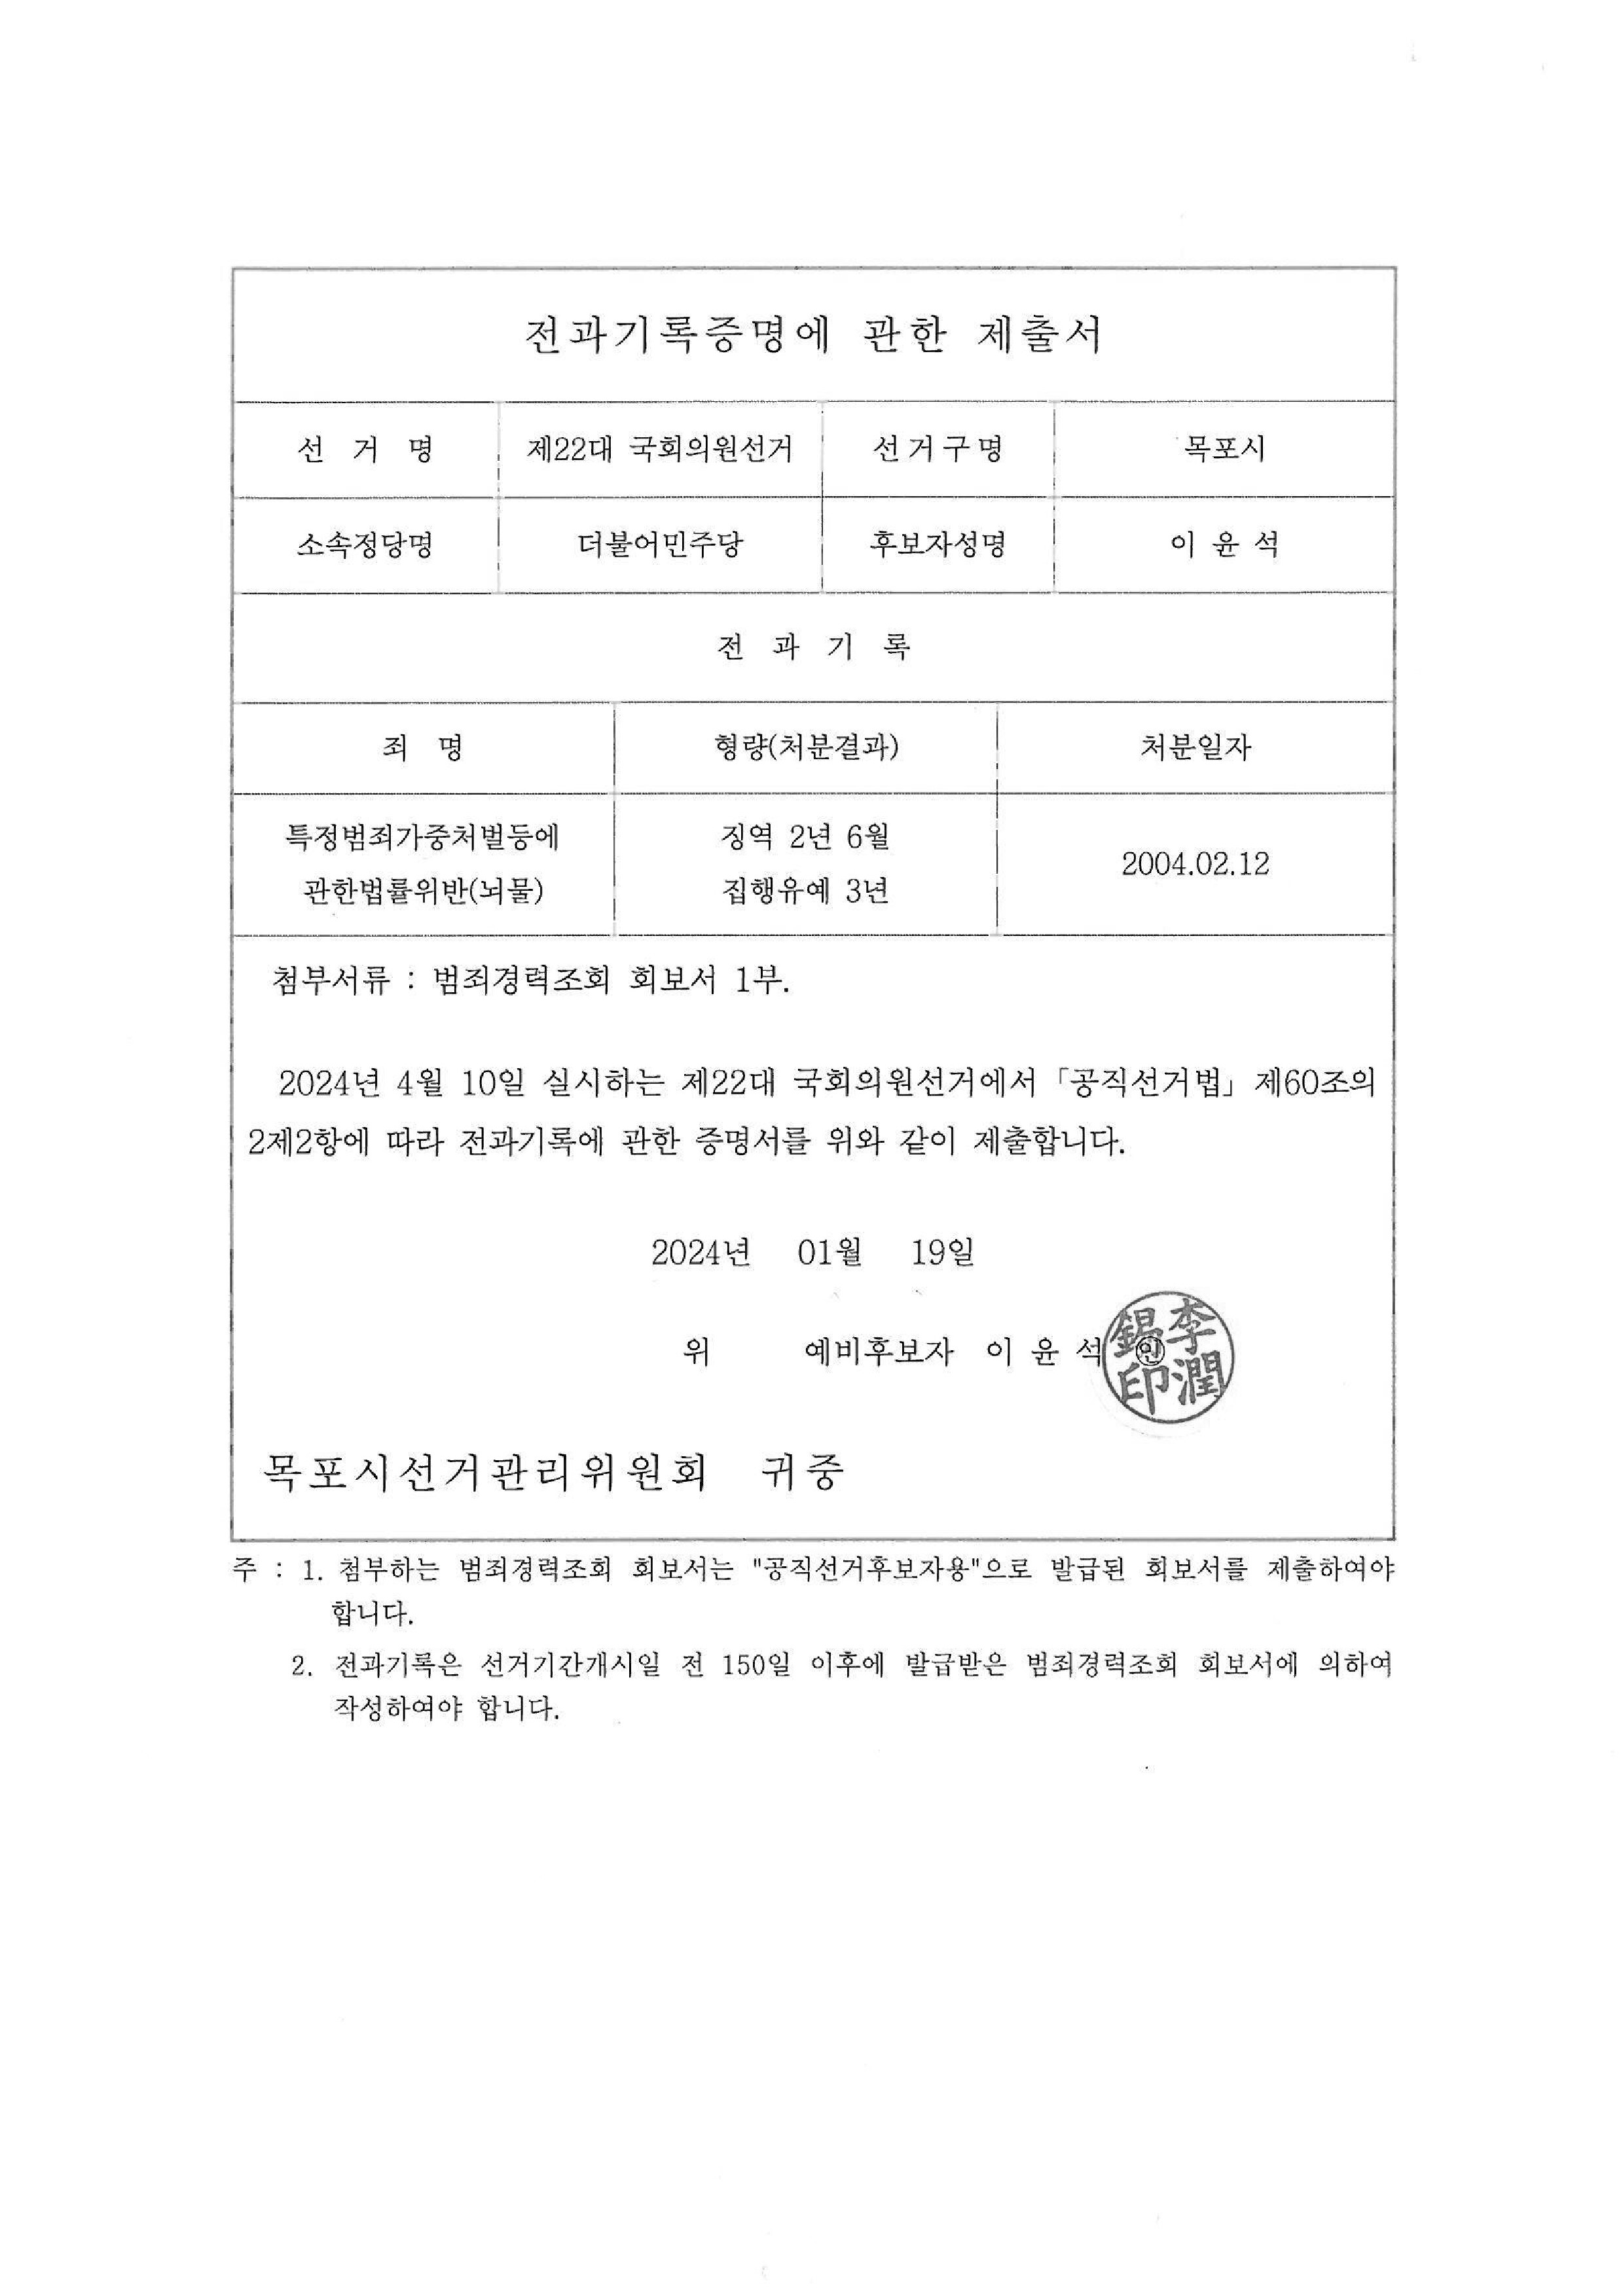 전과기록증명에 관한 제출서
선 거 명 제22대 국회의원선거 선거구명 목포시
소속정당명 더불어민주당 후보자성명 이 윤 석
전 과 기 록
죄 명 형량(처분결과) 처분일자
특정범죄가중처벌등에 징역 2년 6월
2004.02.12
관한법률위반(뇌물) 집행유예 3년
첨부서류 : 범죄경력조회 회보서 1부.
2024년 4월 10일 실시하는 제22대 국회의원선거에서 「공직선거법」 제60조의
2제2항에 따라 전과기록에 관한 증명서를 위와 같이 제출합니다.
2024년 01월 19일
위 예비후보자 이 윤 석 ㊞
李潤錫印
목포시선거관리위원회 귀중
주 : 1. 첨부하는 범죄경력조회 회보서는 "공직선거후보자용"으로 발급된 회보서를 제출하여야
합니다.
2. 전과기록은 선거기간개시일 전 150일 이후에 발급받은 범죄경력조회 회보서에 의하여
작성하여야 합니다.